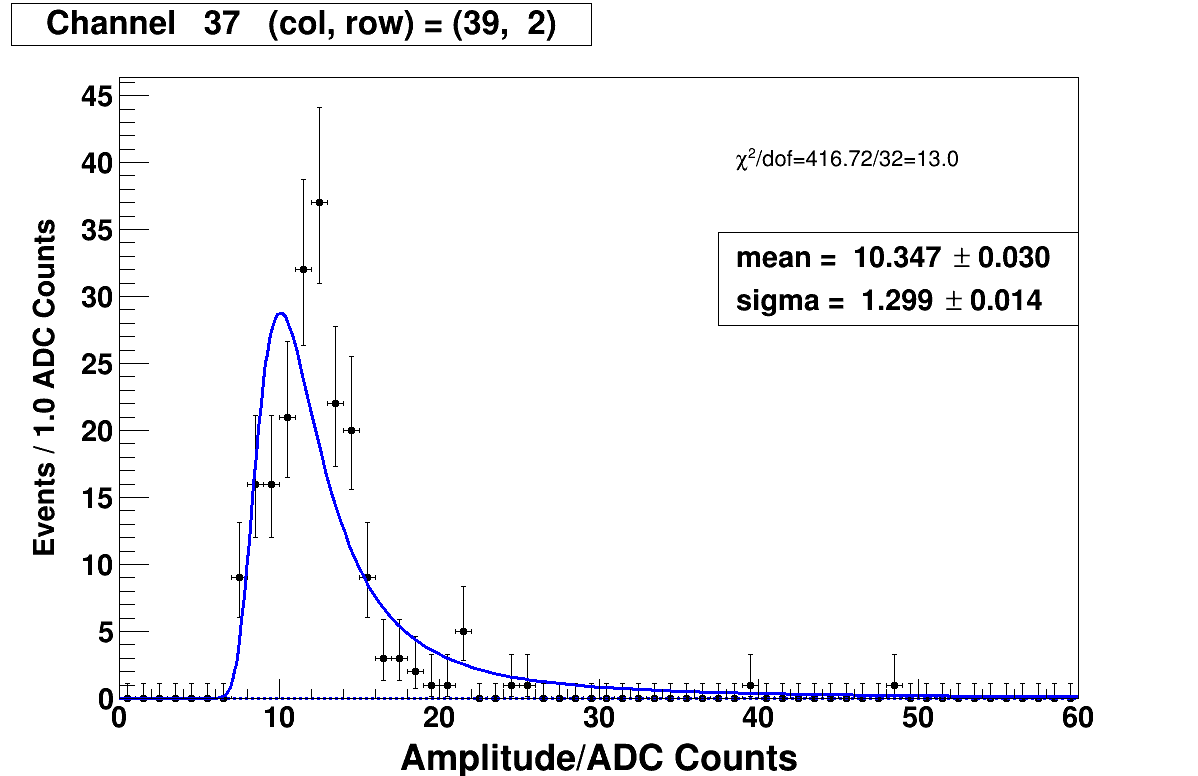 Channel 37 (col, row) = (39, 2)
45
40
35
30
25
20
15
10
5
0
Events / 1.0 ADC Counts
χ²/dof=416.72/32=13.0
mean = 10.347 ± 0.030
sigma = 1.299 ± 0.014
0 10 20 30 40 50 60
Amplitude/ADC Counts